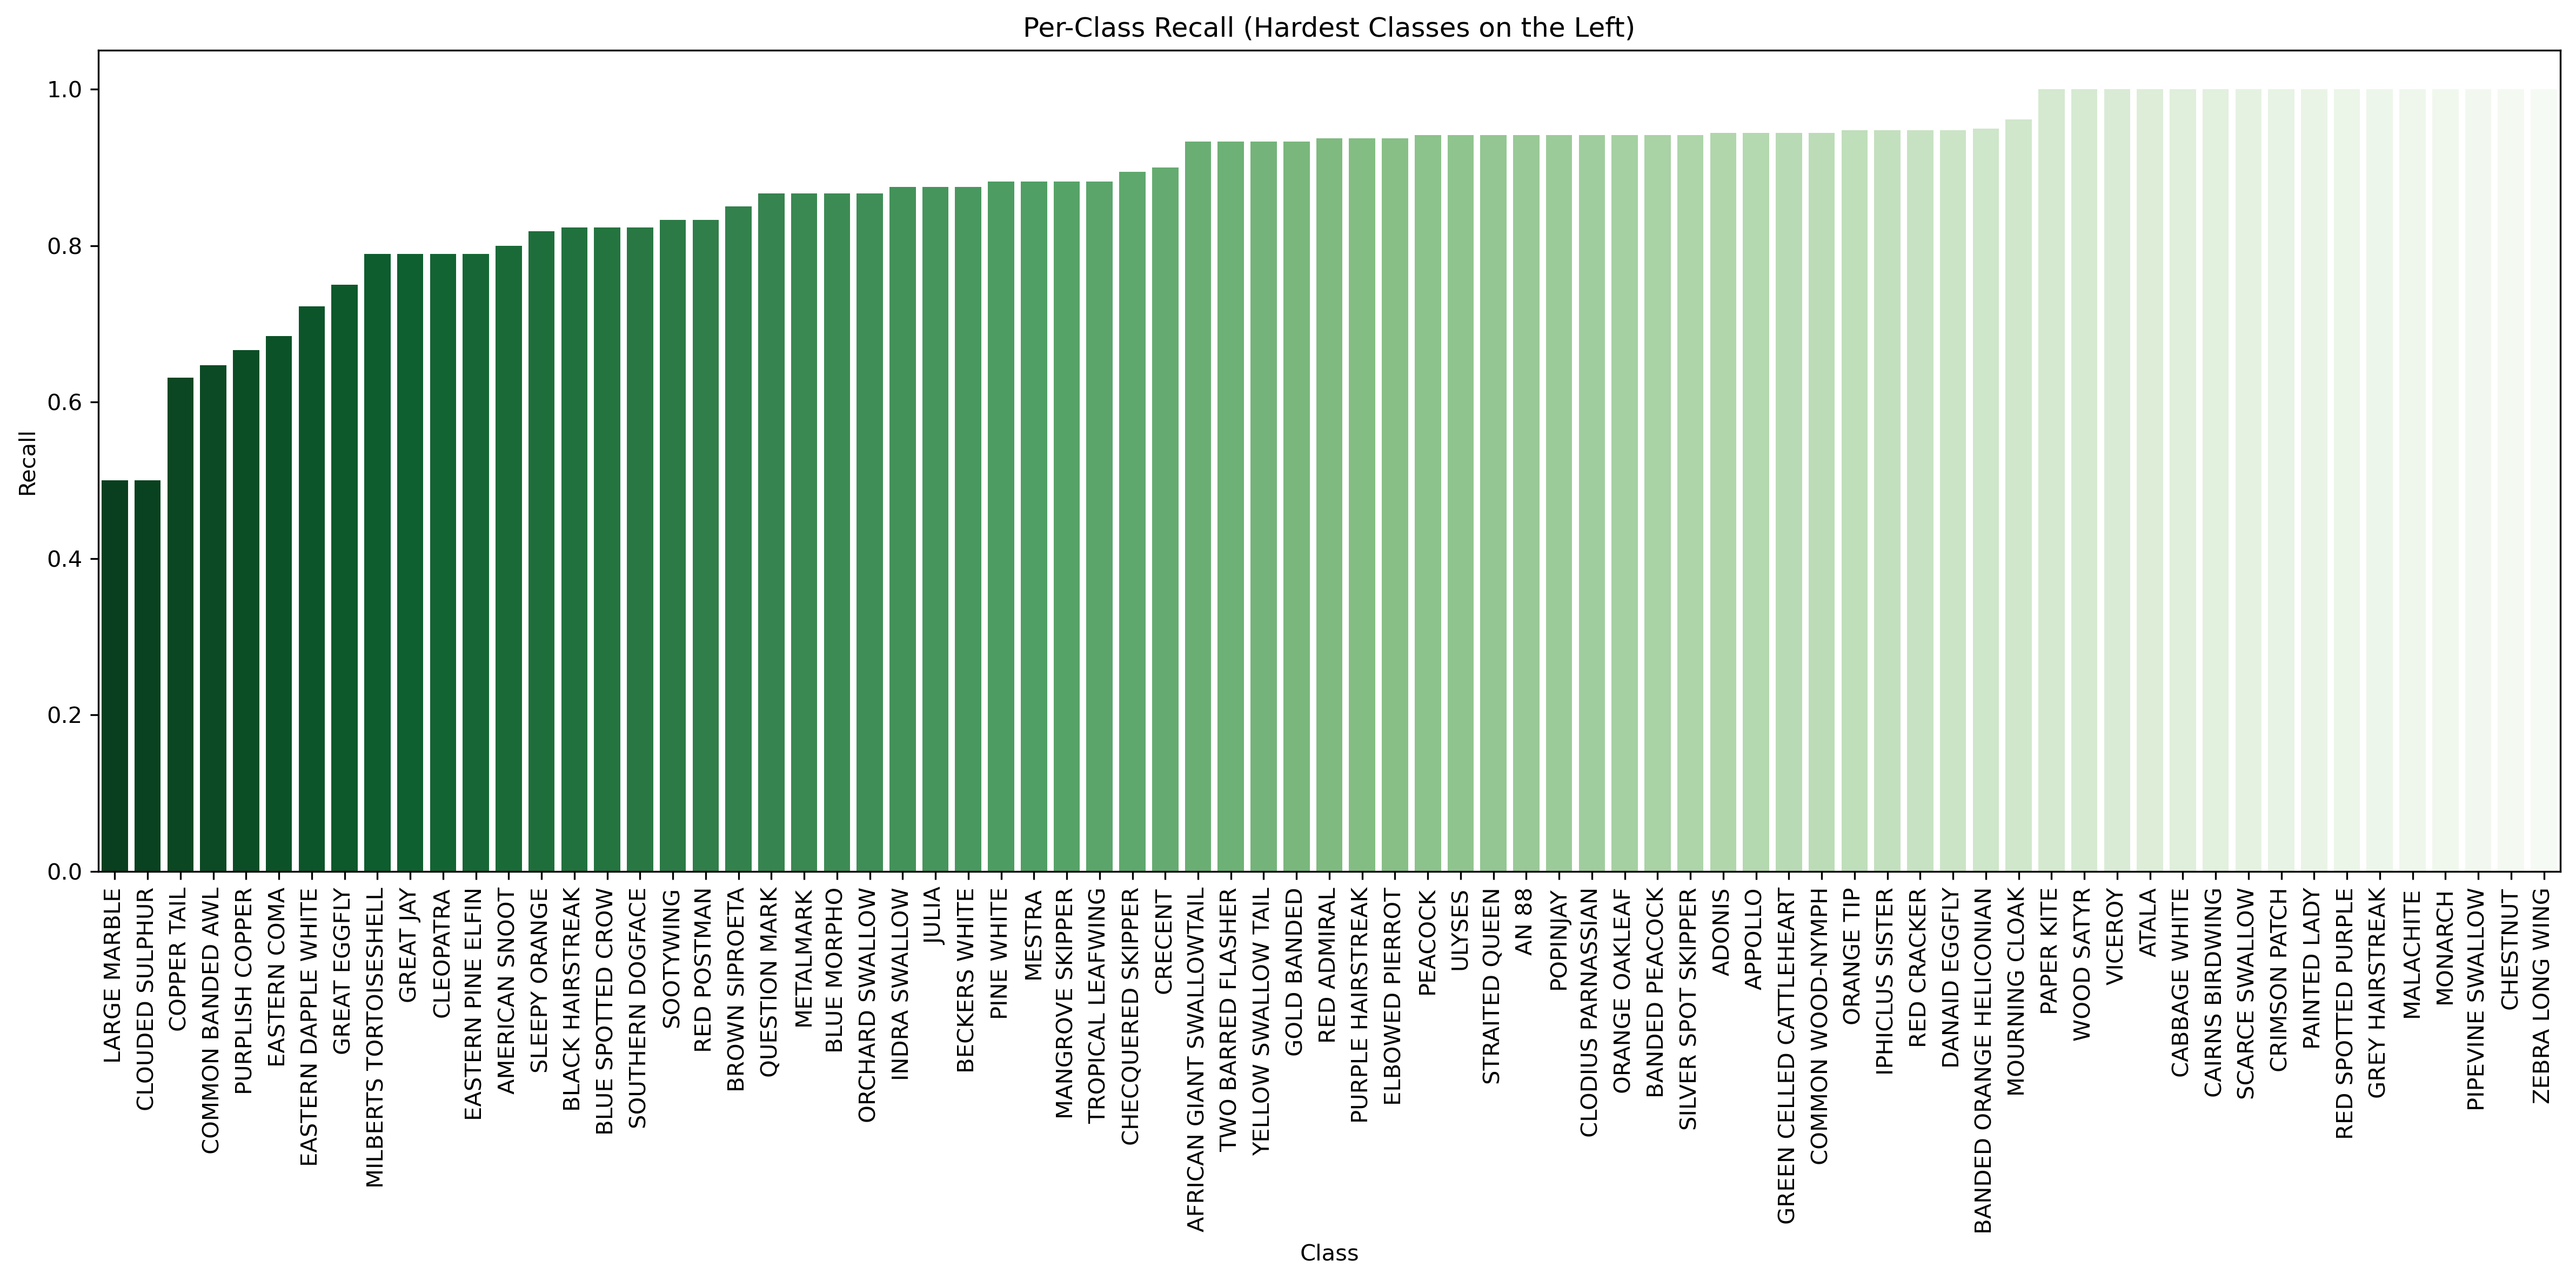 Per-Class Recall (Hardest Classes on the Left)
Recall
1.0
0.8
0.6
0.4
0.2
0.0
LARGE MARBLE
CLOUDED SULPHUR
COPPER TAIL
COMMON BANDED AWL
PURPLISH COPPER
EASTERN COMA
EASTERN DAPPLE WHITE
GREAT EGGFLY
MILBERTS TORTOISESHELL
GREAT JAY
CLEOPATRA
EASTERN PINE ELFIN
AMERICAN SNOOT
SLEEPY ORANGE
BLACK HAIRSTREAK
BLUE SPOTTED CROW
SOUTHERN DOGFACE
SOOTYWING
RED POSTMAN
BROWN SIPROETA
QUESTION MARK
METALMARK
BLUE MORPHO
ORCHARD SWALLOW
INDRA SWALLOW
JULIA
BECKERS WHITE
PINE WHITE
MESTRA
MANGROVE SKIPPER
TROPICAL LEAFWING
CHECQUERED SKIPPER
CRECENT
AFRICAN GIANT SWALLOWTAIL
TWO BARRED FLASHER
YELLOW SWALLOW TAIL
GOLD BANDED
RED ADMIRAL
PURPLE HAIRSTREAK
ELBOWED PIERROT
PEACOCK
ULYSES
STRAITED QUEEN
AN 88
POPINJAY
CLODIUS PARNASSIAN
ORANGE OAKLEAF
BANDED PEACOCK
SILVER SPOT SKIPPER
ADONIS
APPOLLO
GREEN CELLED CATTLEHEART
COMMON WOOD-NYMPH
ORANGE TIP
IPHICLUS SISTER
RED CRACKER
DANAID EGGFLY
BANDED ORANGE HELICONIAN
MOURNING CLOAK
PAPER KITE
WOOD SATYR
VICEROY
ATALA
CABBAGE WHITE
CAIRNS BIRDWING
SCARCE SWALLOW
CRIMSON PATCH
PAINTED LADY
RED SPOTTED PURPLE
GREY HAIRSTREAK
MALACHITE
MONARCH
PIPEVINE SWALLOW
CHESTNUT
ZEBRA LONG WING
Class